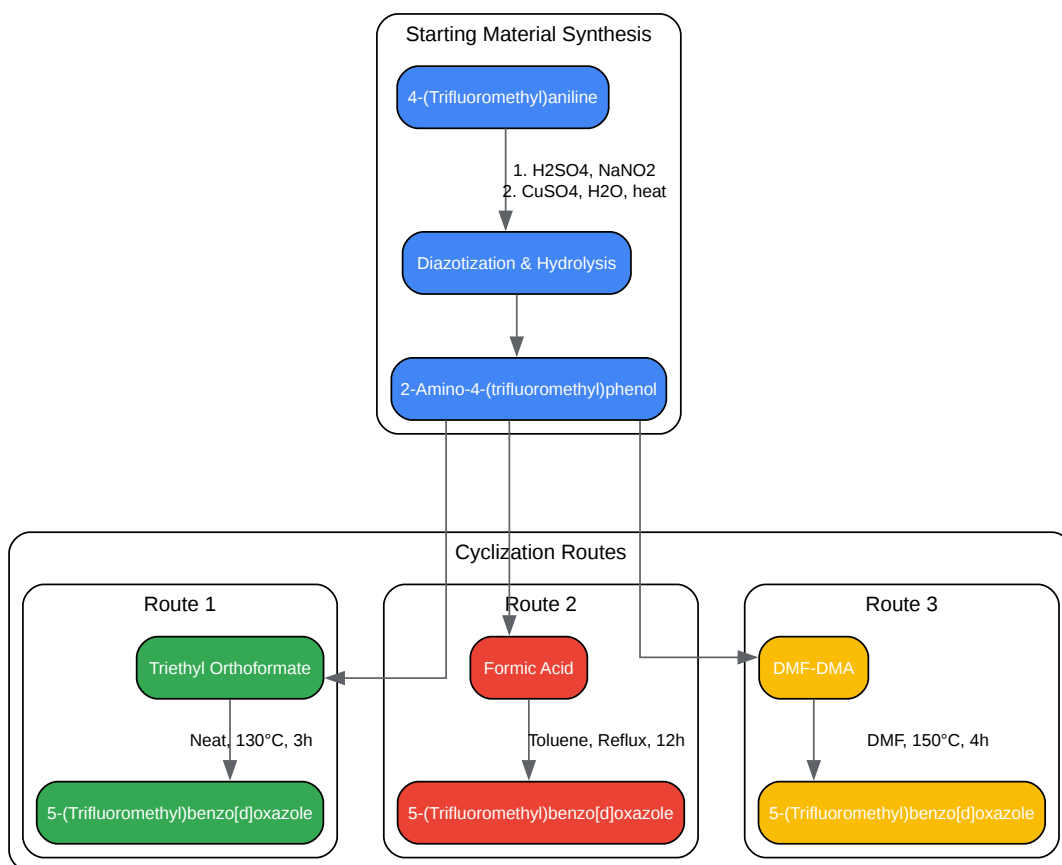 Starting Material Synthesis
4-(Trifluoromethyl)aniline
1. H2SO4, NaNO2
2. CuSO4, H2O, heat
Diazotization & Hydrolysis
2-Amino-4-(trifluoromethyl)phenol
Cyclization Routes
Route 1
Triethyl Orthoformate
Neat, 130°C, 3h
5-(Trifluoromethyl)benzo[d]oxazole
Route 2
Formic Acid
Toluene, Reflux, 12h
5-(Trifluoromethyl)benzo[d]oxazole
Route 3
DMF-DMA
DMF, 150°C, 4h
5-(Trifluoromethyl)benzo[d]oxazole